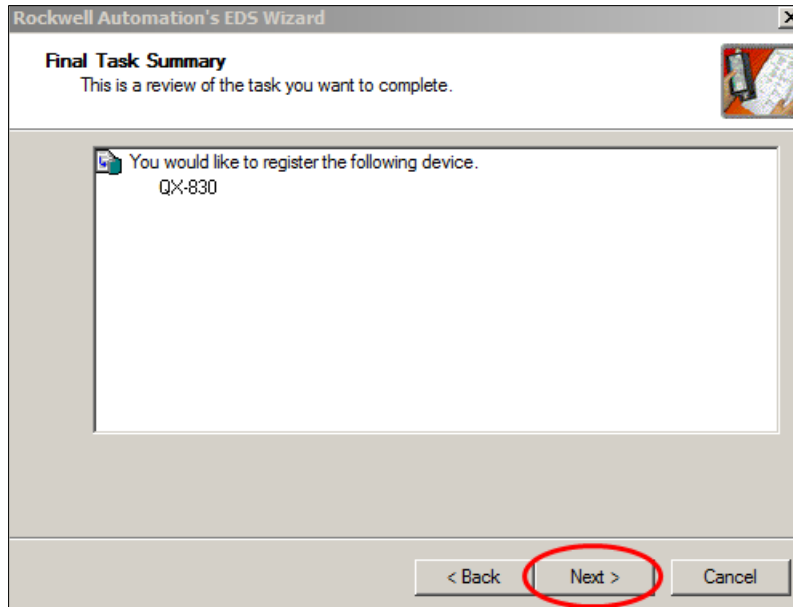 Rockwell Automation's EDS Wizard
Final Task Summary
This is a review of the task you want to complete.
You would like to register the following device.
QX-830
< Back
Next >
Cancel